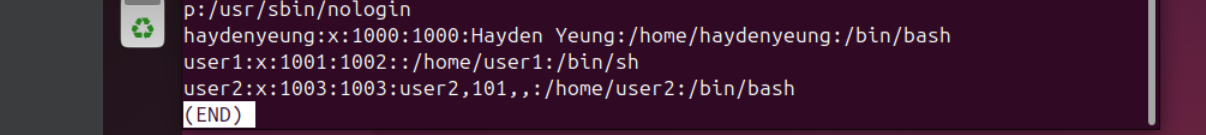 p:/usr/sbin/nologin
haydenyeung:x:1000:1000:Hayden Yeung:/home/haydenyeung:/bin/bash
user1:x:1001:1002::/home/user1:/bin/sh
user2:x:1003:1003:user2,101,,:/home/user2:/bin/bash
(END)